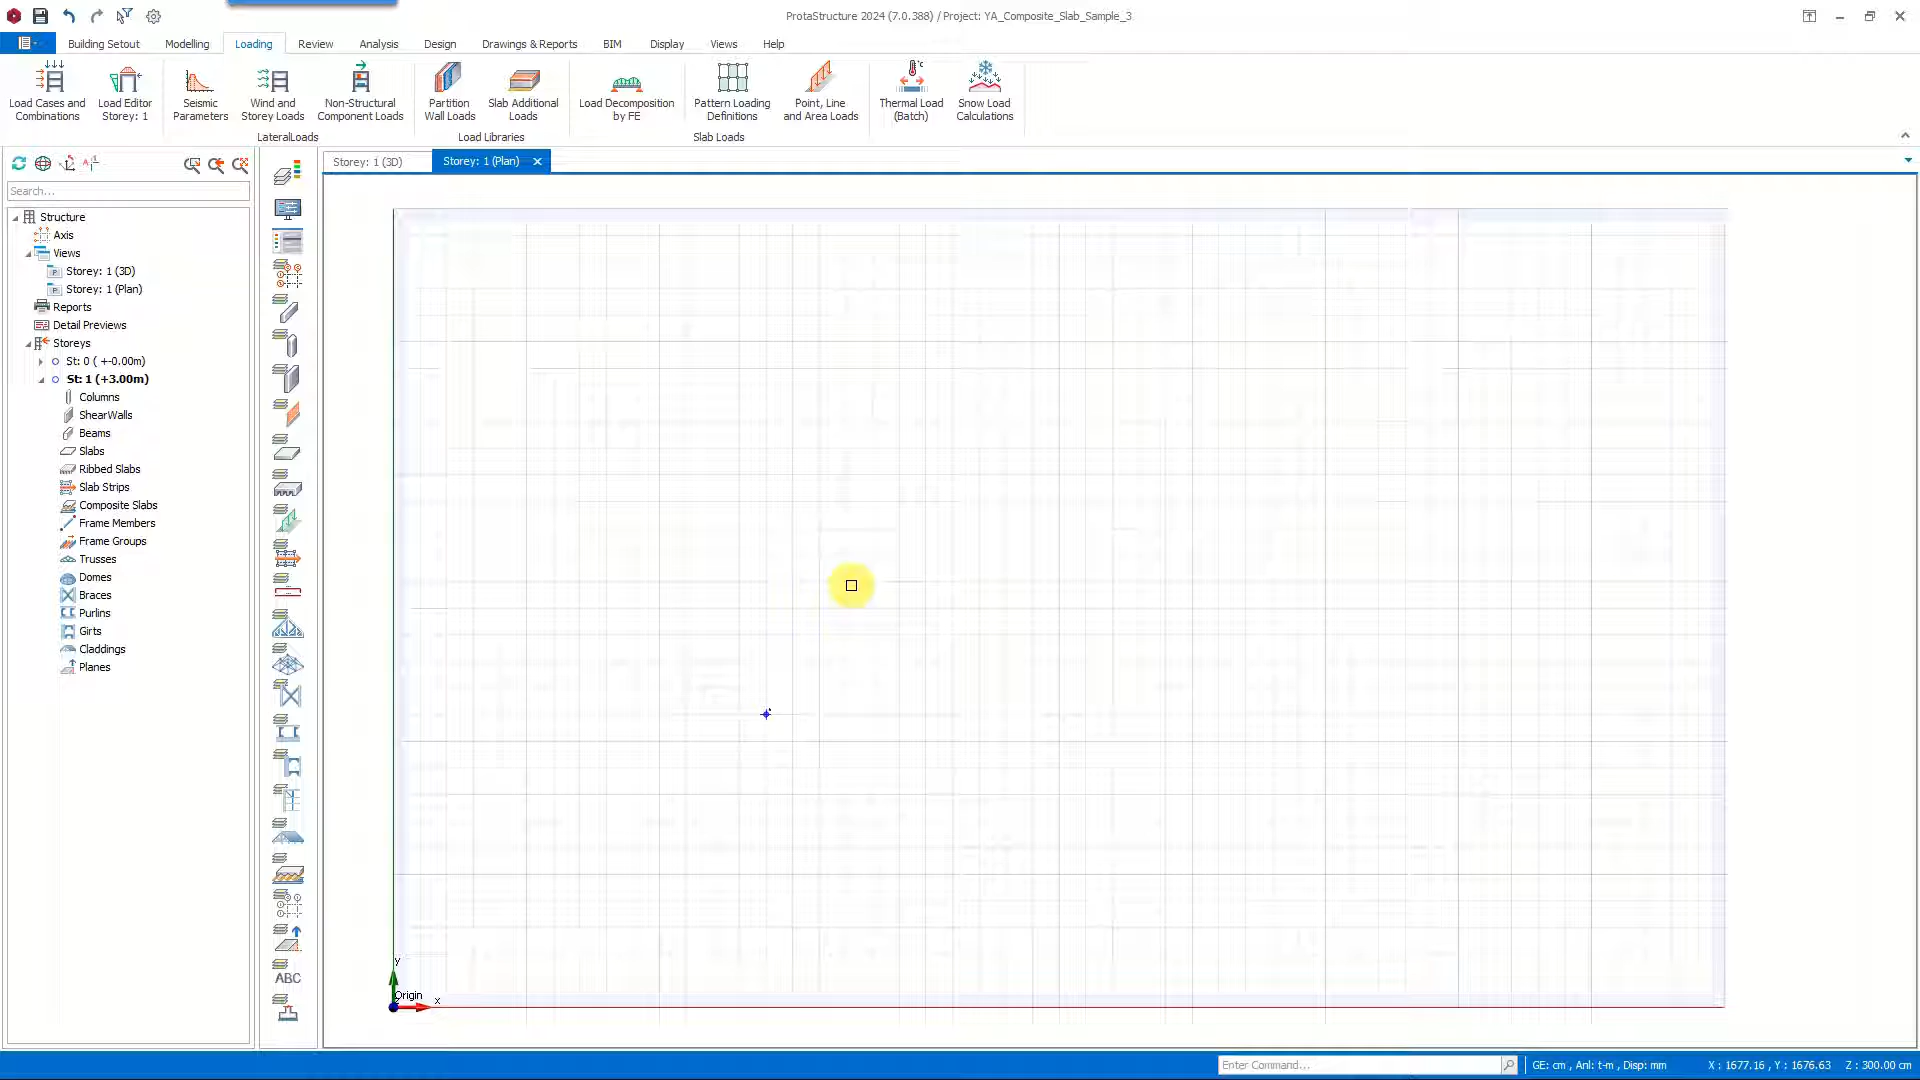 ProtaStructure 2024 (7.0.388) / Project: YA_Composite_Slab_Sample_3
Building Setout Modelling Loading Review Analysis Design Drawings & Reports BIM Display Views Help
Load Cases and Combinations
Load Editor Storey: 1
Seismic Parameters
Wind and Storey Loads
Non-Structural Component Loads
Partition Wall Loads
Slab Additional Loads
Load Decomposition by FE
Pattern Loading Definitions
Point, Line and Area Loads
Thermal Load (Batch)
Snow Load Calculations
LateralLoads
Load Libraries
Slab Loads
Storey: 1 (3D)
Storey: 1 (Plan)
Search...
Structure
Axis
Views
Storey: 1 (3D)
Storey: 1 (Plan)
Reports
Detail Previews
Storeys
St: 0 ( +-0.00m)
St: 1 (+3.00m)
Columns
ShearWalls
Beams
Slabs
Ribbed Slabs
Slab Strips
Composite Slabs
Frame Members
Frame Groups
Trusses
Domes
Braces
Purlins
Girts
Claddings
Planes
ABC
y
Origin
x
Enter Command...
GE: cm , Anl: t-m , Disp: mm
X : 1677.16 , Y : 1676.63
Z : 300.00 cm